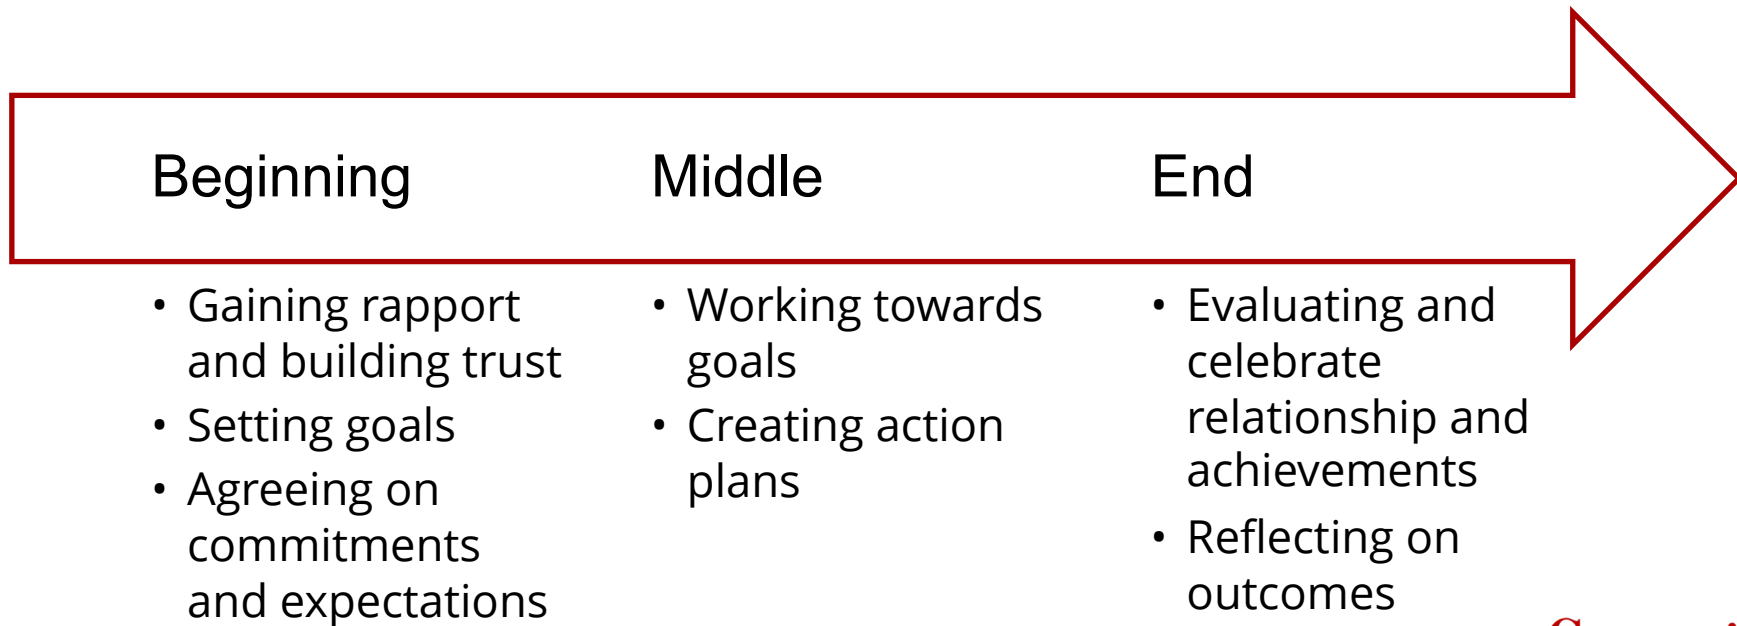 Beginning
Middle
End
• Gaining rapport
and building trust
• Setting goals
• Agreeing on
commitments
and expectations
• Working towards
goals
• Creating action
plans
• Evaluating and
celebrate
relationship and
achievements
• Reflecting on
outcomes